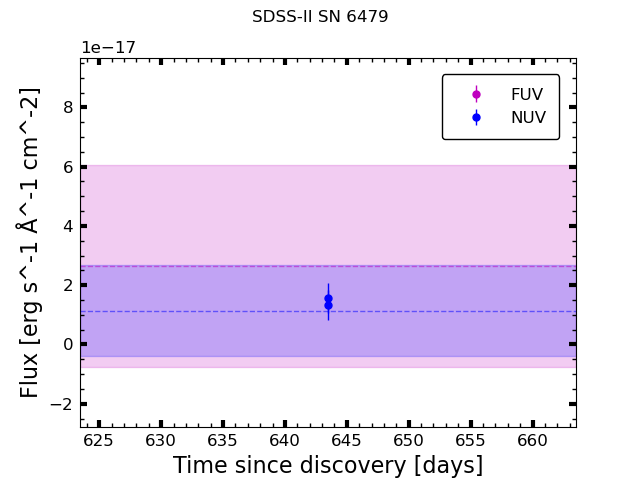 SDSS-II SN 6479
1e−17
FUV
NUV
8
6
4
2
0
−2
625 630 635 640 645 650 655 660
Time since discovery [days]
Flux [erg s^-1 Å^-1 cm^-2]